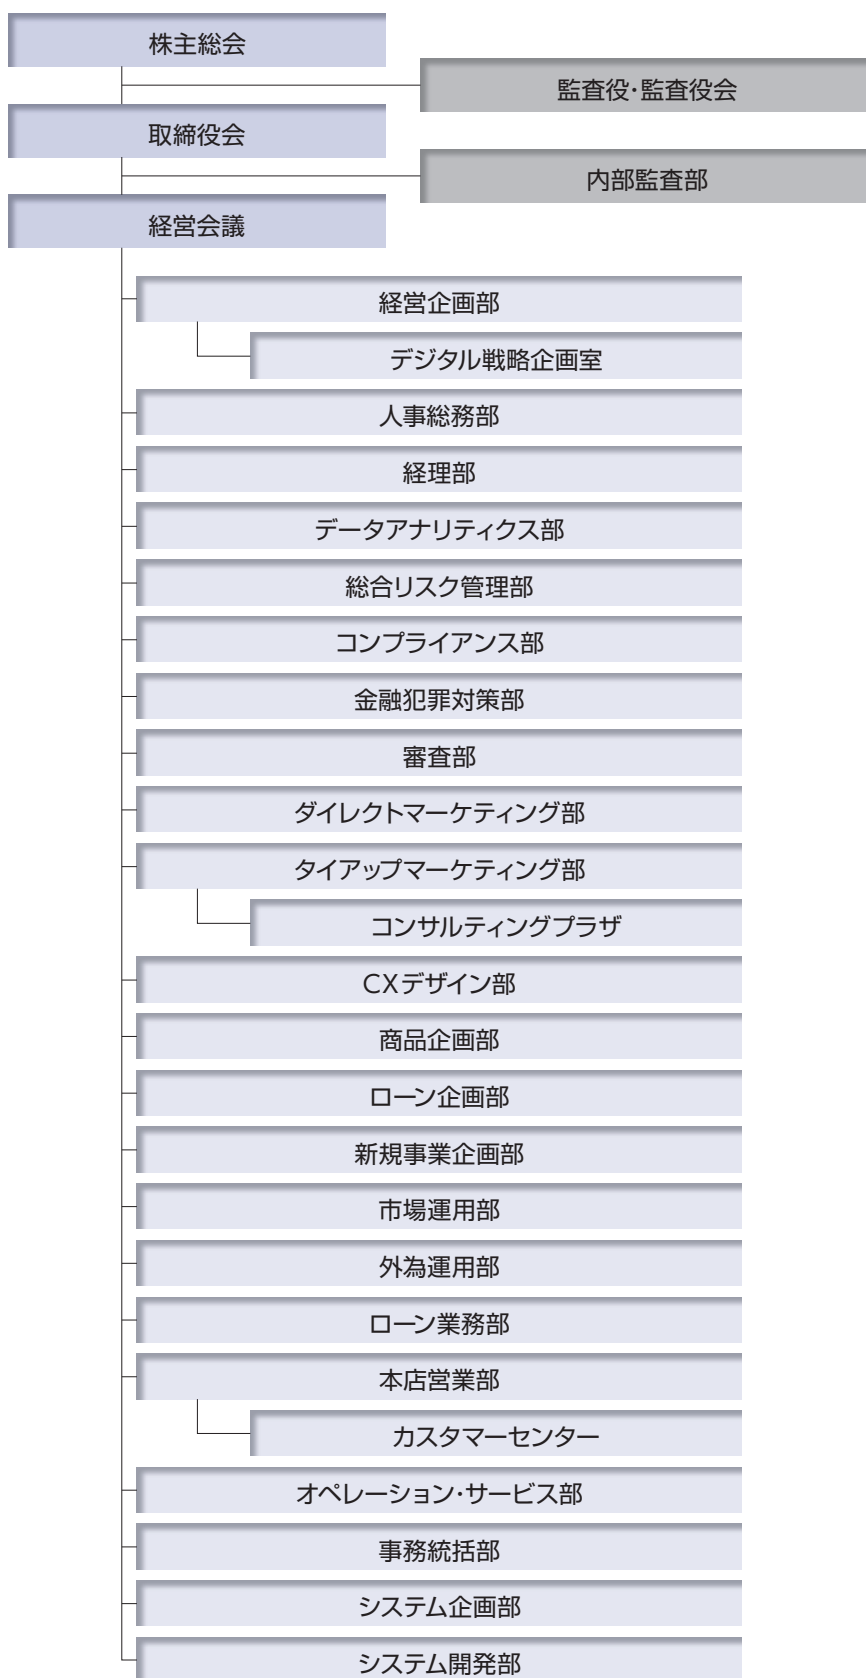 株主総会
監査役・監査役会
取締役会
内部監査部
経営会議
経営企画部
デジタル戦略企画室
人事総務部
経理部
データアナリティクス部
総合リスク管理部
コンプライアンス部
金融犯罪対策部
審査部
ダイレクトマーケティング部
タイアップマーケティング部
コンサルティングプラザ
CXデザイン部
商品企画部
ローン企画部
新規事業企画部
市場運用部
外為運用部
ローン業務部
本店営業部
カスタマーセンター
オペレーション・サービス部
事務統括部
システム企画部
システム開発部